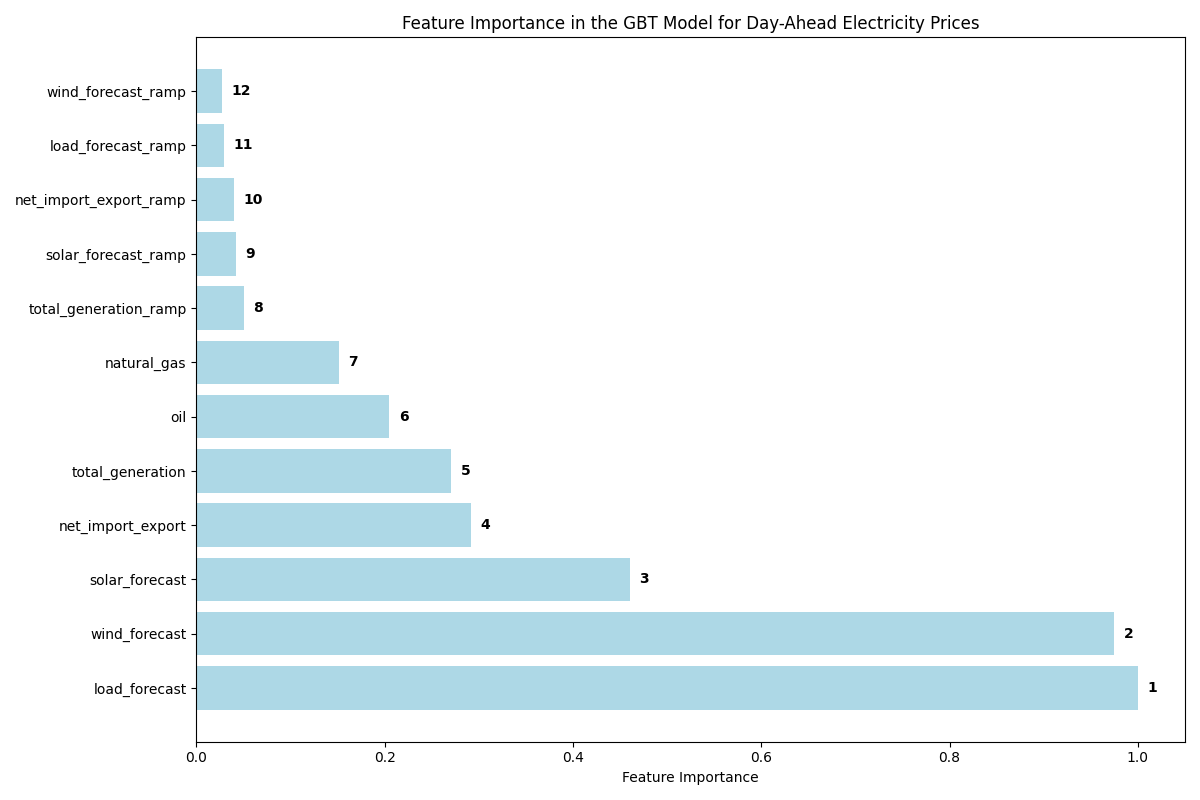 Feature Importance in the GBT Model for Day-Ahead Electricity Prices
wind_forecast_ramp 12
load_forecast_ramp 11
net_import_export_ramp 10
solar_forecast_ramp 9
total_generation_ramp 8
natural_gas 7
oil 6
total_generation 5
net_import_export 4
solar_forecast 3
wind_forecast 2
load_forecast 1
0.0 0.2 0.4 0.6 0.8 1.0
Feature Importance